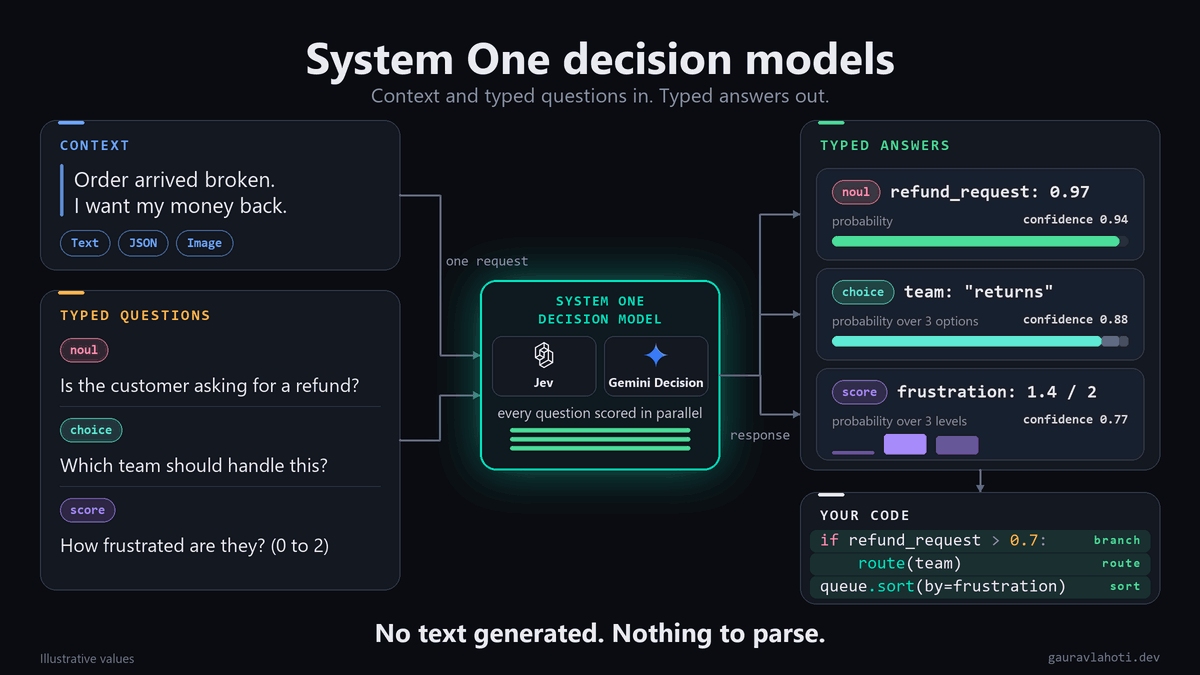 System One decision models
Context and typed questions in. Typed answers out.
CONTEXT
Order arrived broken.
I want my money back.
Text
JSON
Image
TYPED QUESTIONS
noul
Is the customer asking for a refund?
choice
Which team should handle this?
score
How frustrated are they? (0 to 2)
one request
SYSTEM ONE
DECISION MODEL
Jev
Gemini Decision
every question scored in parallel
response
TYPED ANSWERS
noul refund_request: 0.97
probability confidence 0.94
choice team: "returns"
probability over 3 options confidence 0.88
score frustration: 1.4 / 2
probability over 3 levels confidence 0.77
YOUR CODE
if refund_request > 0.7: branch
route(team) route
queue.sort(by=frustration) sort
No text generated. Nothing to parse.
Illustrative values
gauravlahoti.dev